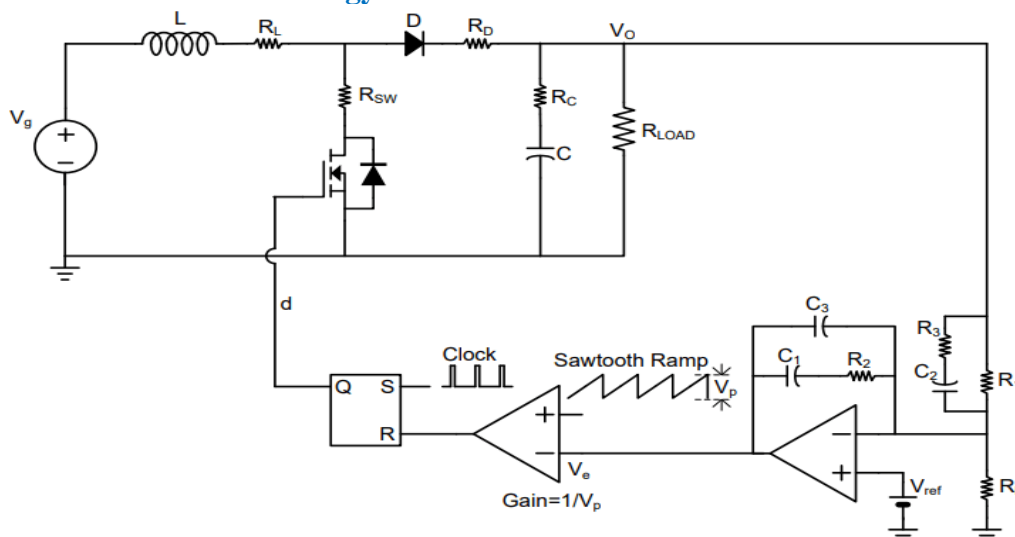 L
R_L
D
R_D
V_O
R_SW
R_C
R_LOAD
V_g
+
−
C
d
C_3
R_3
Clock
Sawtooth Ramp
C_1
R_2
V_p
C_2
R
Q
S
+
−
R
−
+
V_e
V_ref
R
Gain=1/V_p